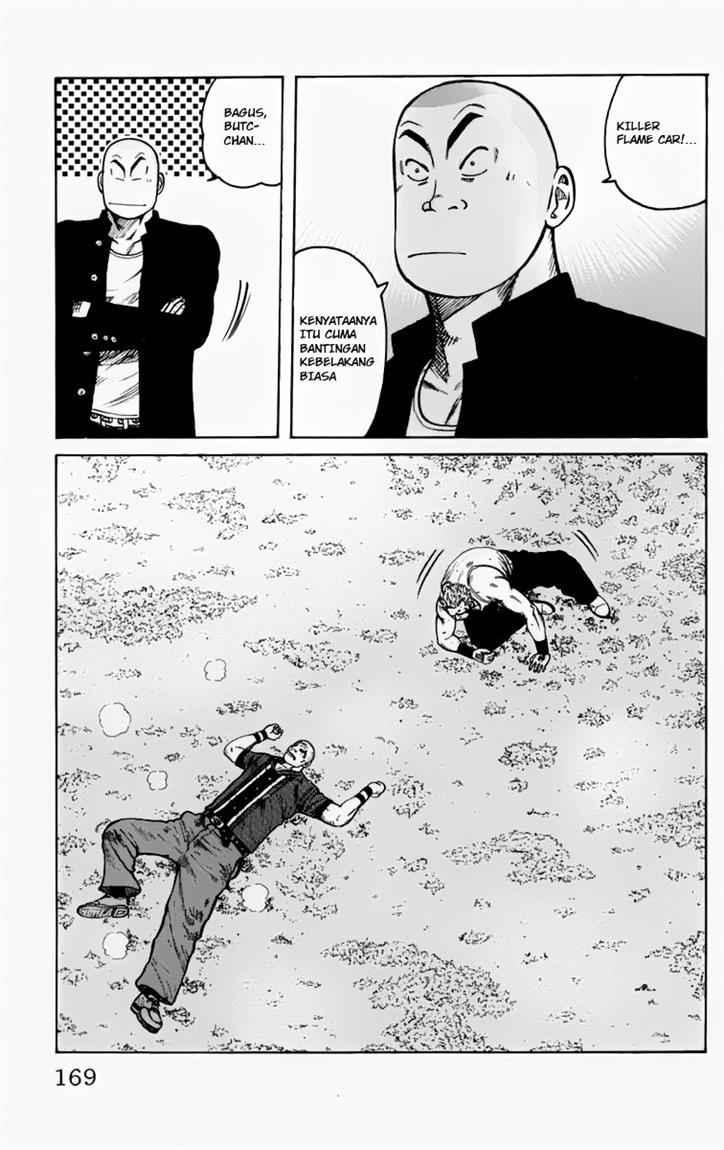 KILLER
FLAME CAR!...
KENYATAANYA
ITU CUMA
BANTINGAN
KEBELAKANG
BIASA
BAGUS,
BUTC-
CHAN...
169